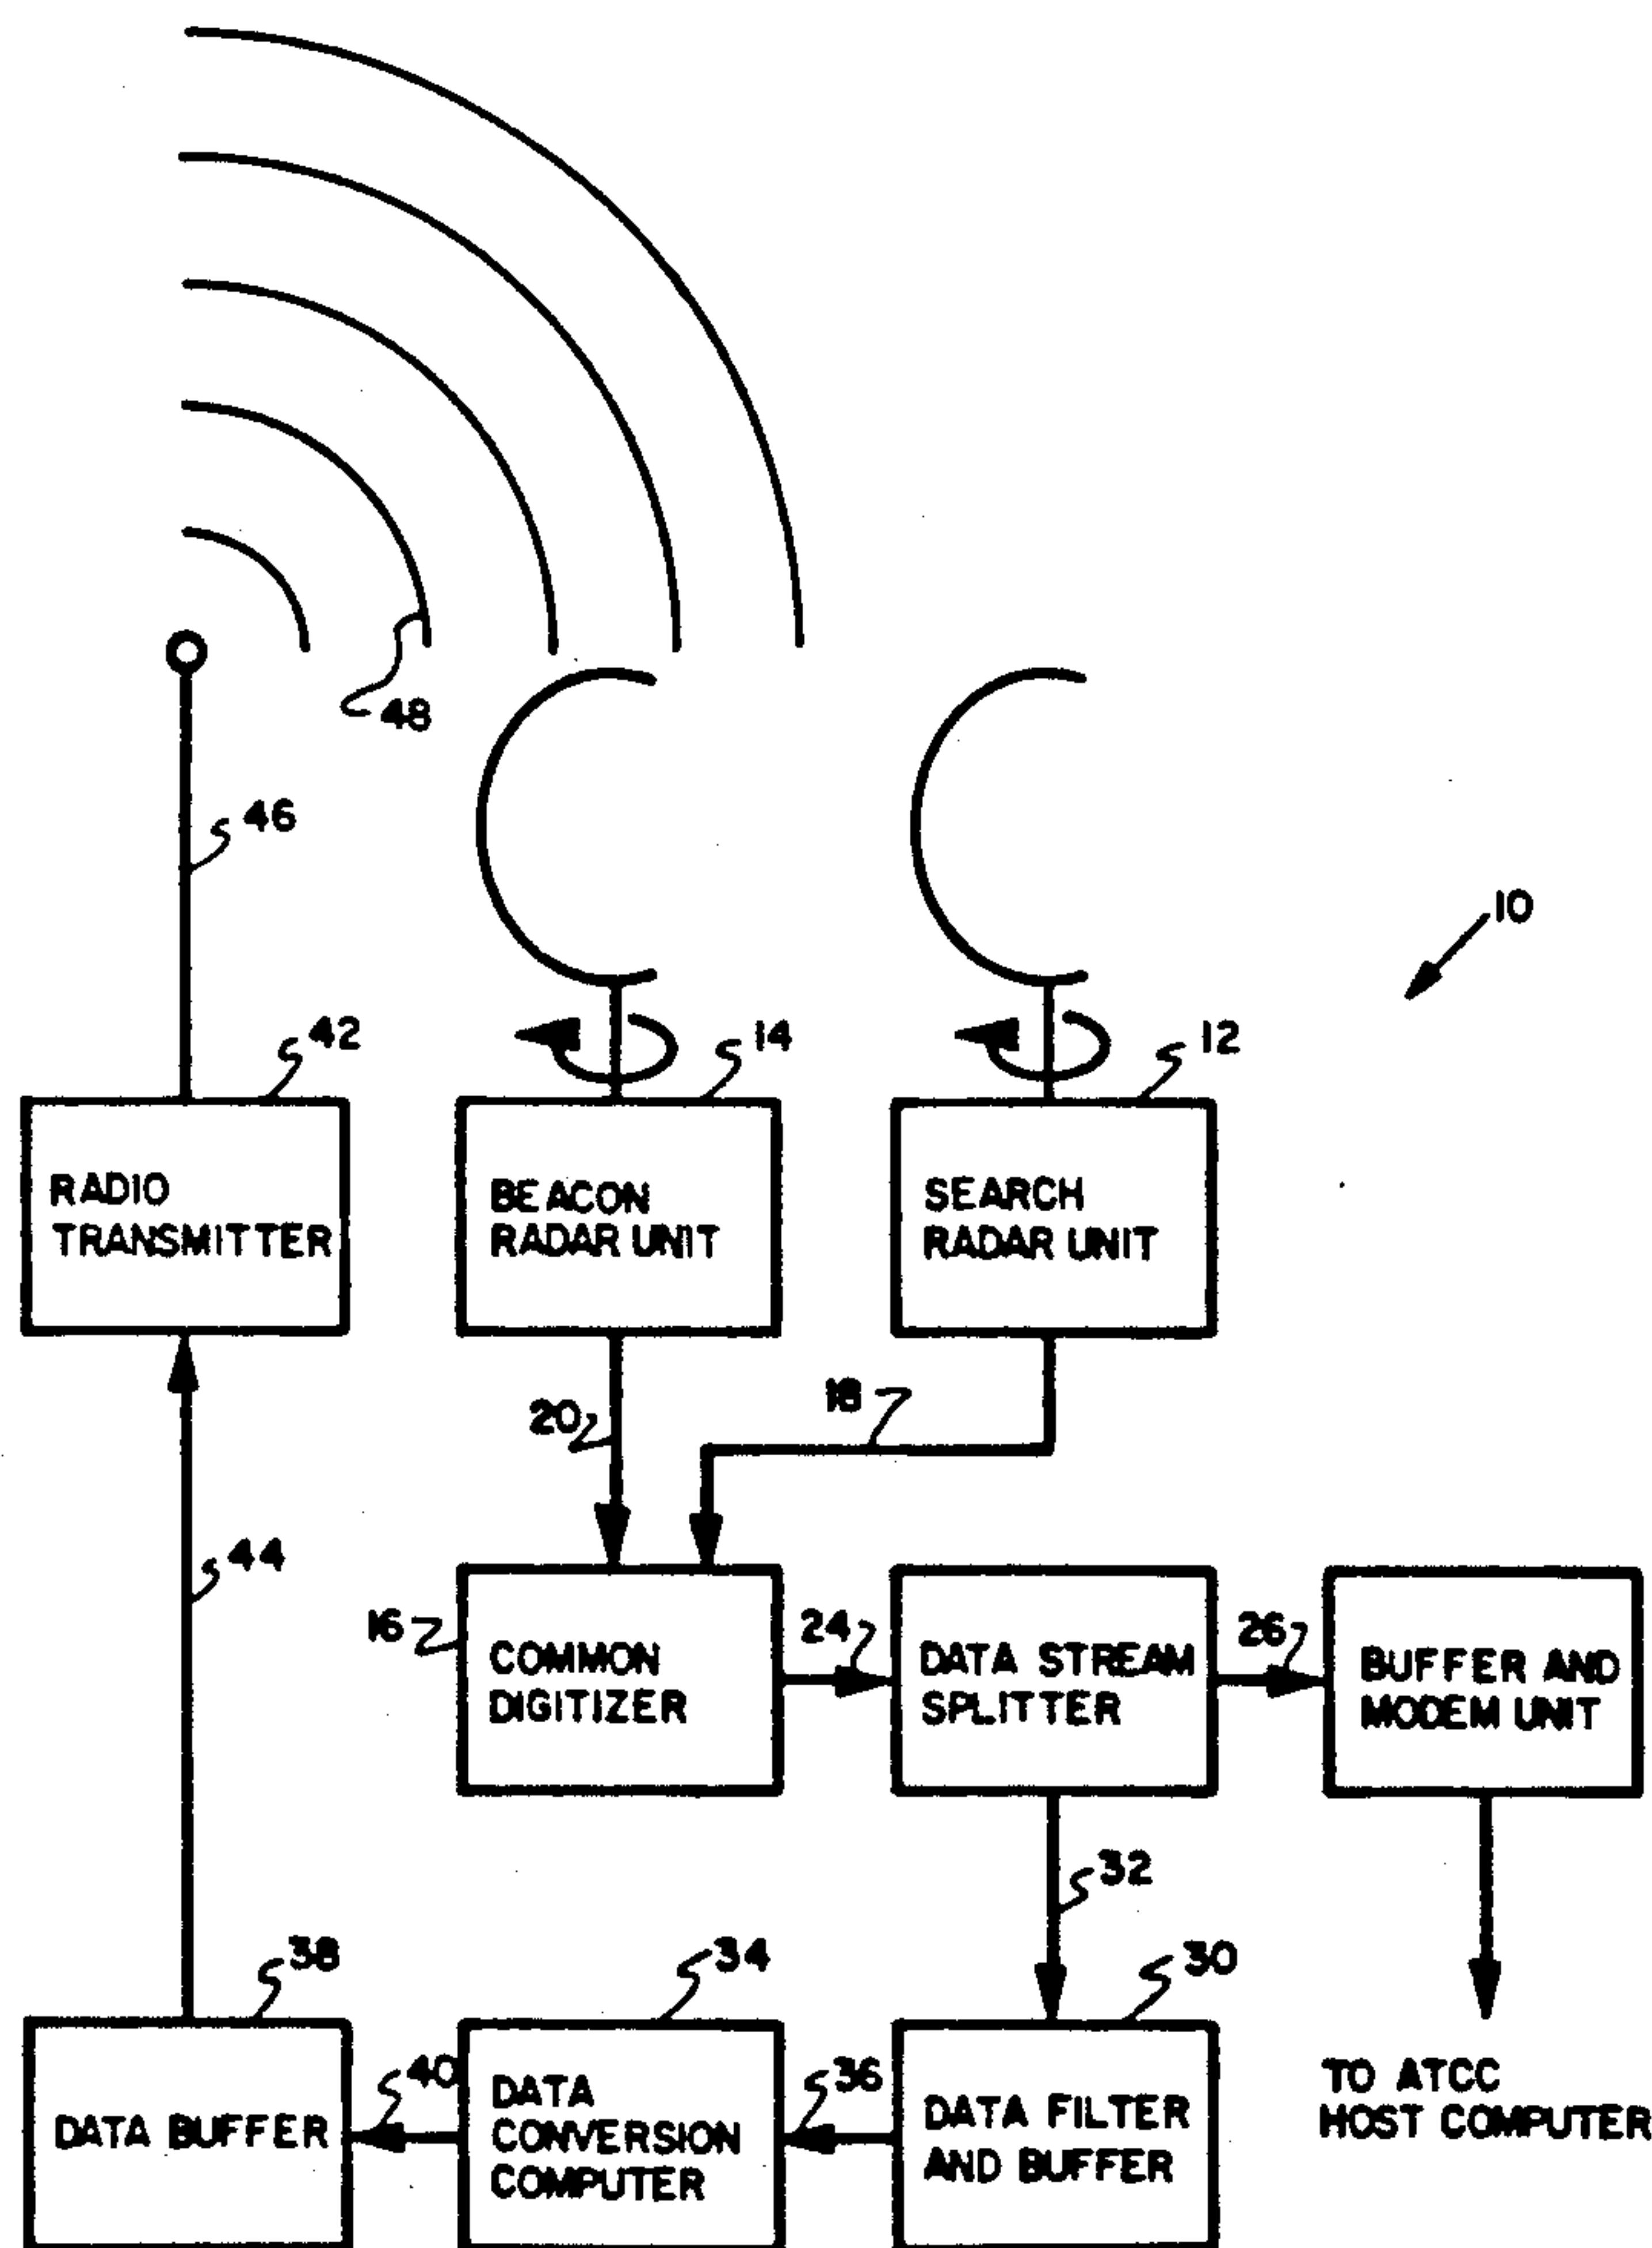 48
46
10
42
14
12
RADIO
TRANSMITTER
BEACON
RADAR UNIT
SEARCH
RADAR UNIT
20
18
44
16
24
26
COMMON
DIGITIZER
DATA STREAM
SPLITTER
BUFFER AND
MODEM UNIT
32
38
34
30
40
36
DATA BUFFER
DATA
CONVERSION
COMPUTER
DATA FILTER
AND BUFFER
TO ATCC
HOST COMPUTER